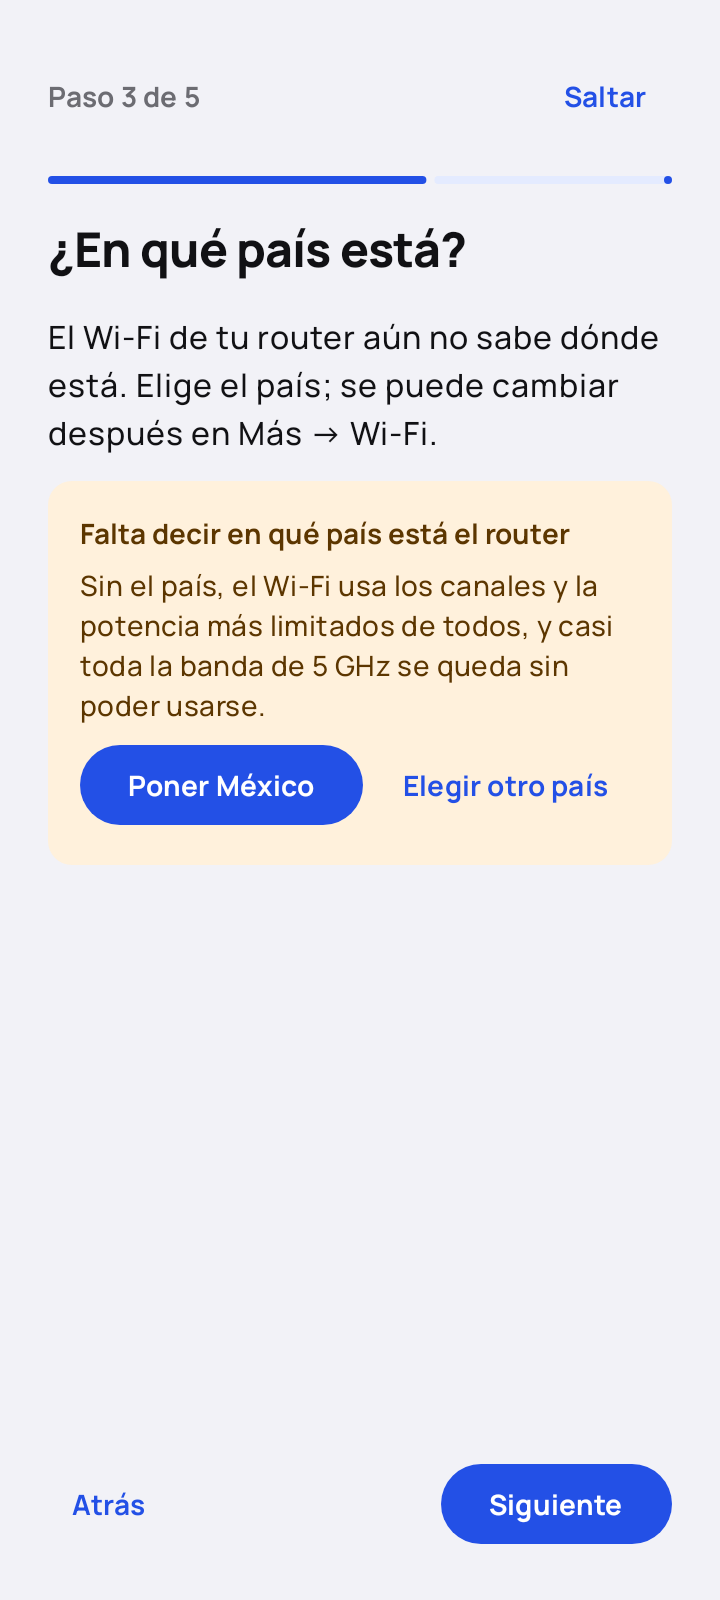 Paso 3 de 5
Saltar
¿En qué país está?
El Wi-Fi de tu router aún no sabe dónde
está. Elige el país; se puede cambiar
después en Más → Wi-Fi.
Falta decir en qué país está el router
Sin el país, el Wi-Fi usa los canales y la
potencia más limitados de todos, y casi
toda la banda de 5 GHz se queda sin
poder usarse.
Poner México
Elegir otro país
Atrás
Siguiente